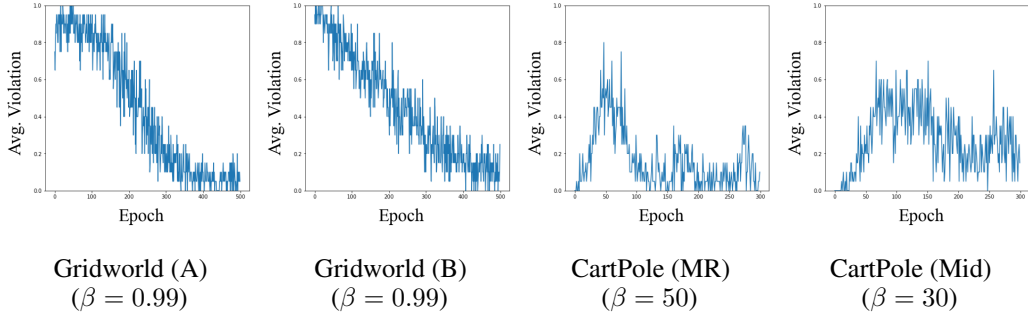 Avg. Violation
1.0
0.8
0.6
0.4
0.2
0.0
0 100 200 300 400 500
Epoch
Gridworld (A)
(β = 0.99)
Avg. Violation
1.0
0.8
0.6
0.4
0.2
0.0
0 100 200 300 400 500
Epoch
Gridworld (B)
(β = 0.99)
Avg. Violation
1.0
0.8
0.6
0.4
0.2
0.0
0 50 100 150 200 250 300
Epoch
CartPole (MR)
(β = 50)
Avg. Violation
1.0
0.8
0.6
0.4
0.2
0.0
0 50 100 150 200 250 300
Epoch
CartPole (Mid)
(β = 30)